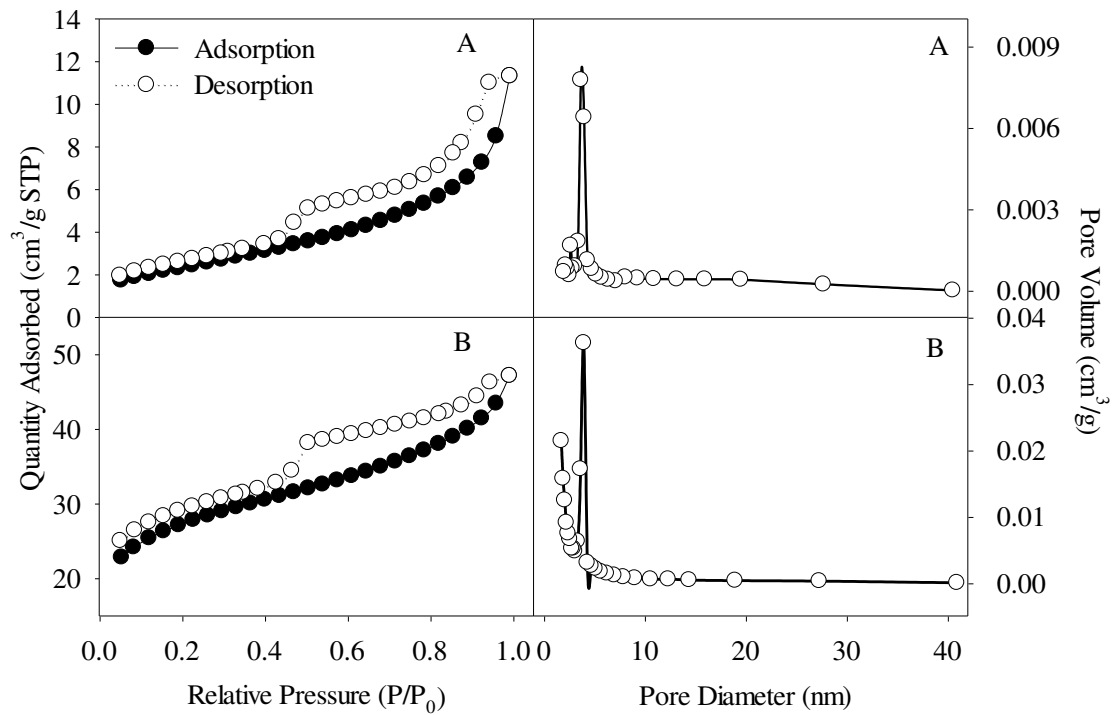 14
12
10
8
6
4
2
0
A
Adsorption
Desorption
A
0.009
0.006
0.003
0.000
0.04
B
B
50
40
30
20
0.03
0.02
0.01
0.00
Quantity Adsorbed (cm³/g STP)
Pore Volume (cm³/g)
0.0 0.2 0.4 0.6 0.8 1.0
0 10 20 30 40
Relative Pressure (P/P₀)
Pore Diameter (nm)